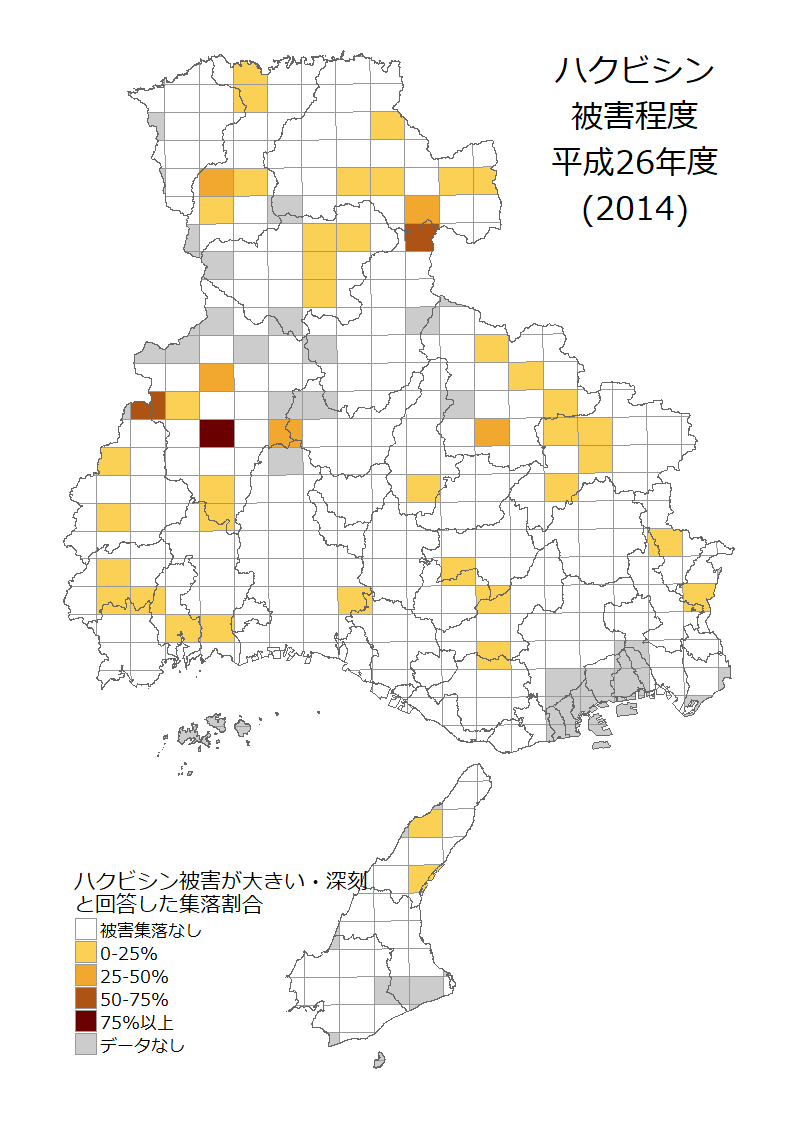 ハクビシン
被害程度
平成26年度
(2014)
ハクビシン被害が大きい・深刻
と回答した集落割合
被害集落なし
0-25%
25-50%
50-75%
75%以上
データなし